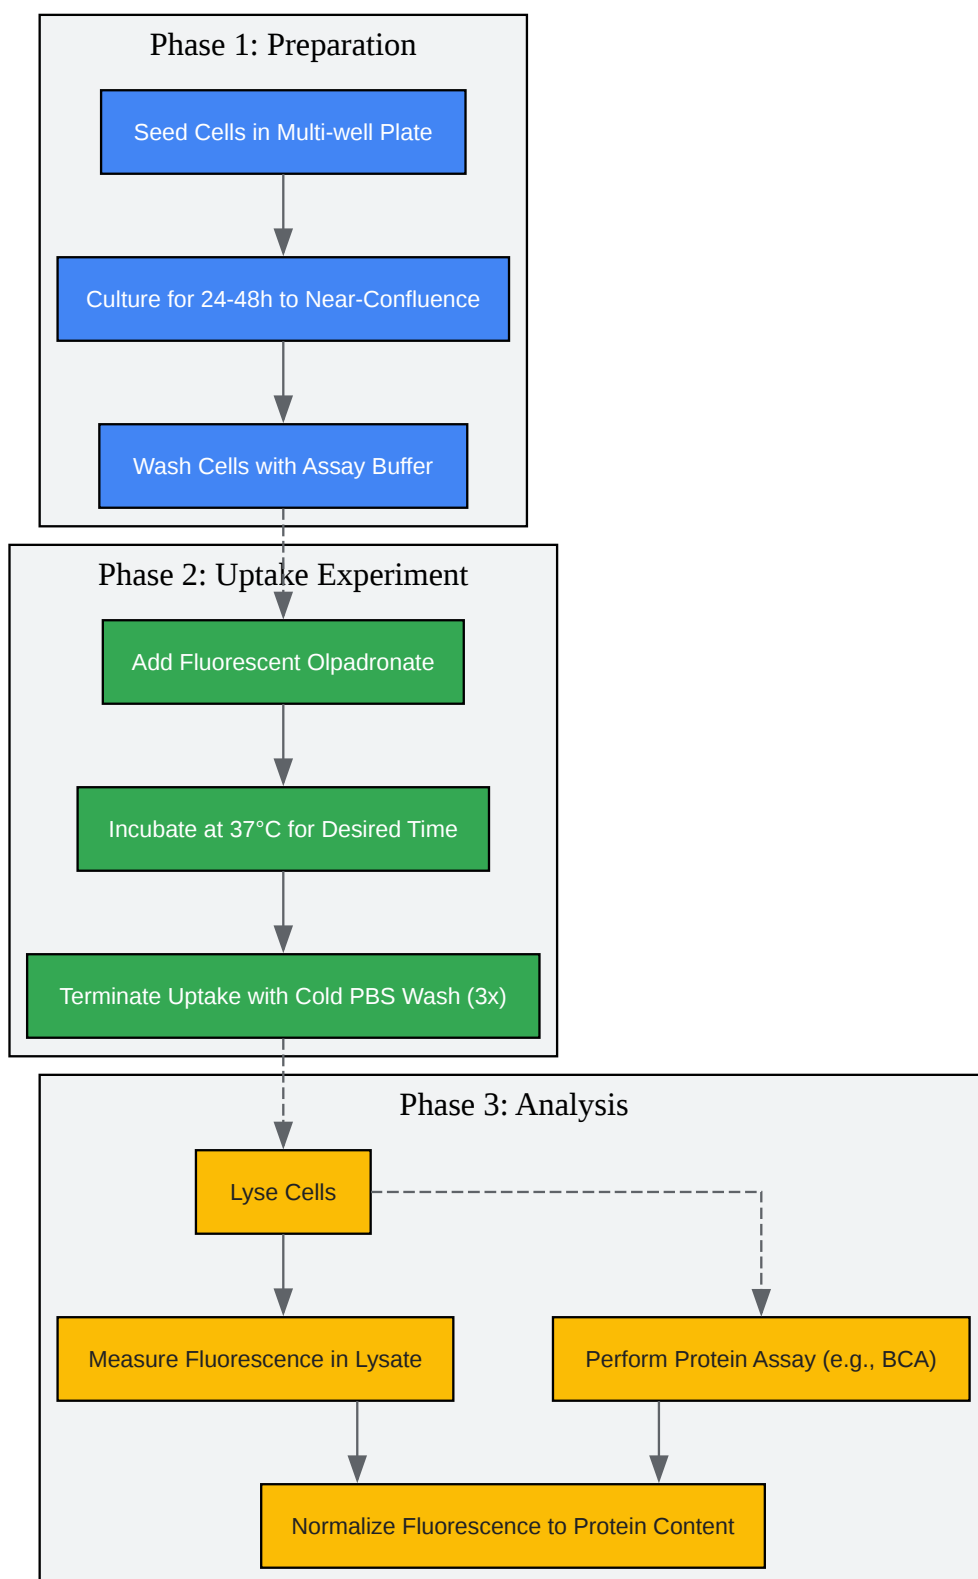 Phase 1: Preparation
Seed Cells in Multi-well Plate
Culture for 24-48h to Near-Confluence
Wash Cells with Assay Buffer
Phase 2: Uptake Experiment
Add Fluorescent Olpadronate
Incubate at 37°C for Desired Time
Terminate Uptake with Cold PBS Wash (3x)
Phase 3: Analysis
Lyse Cells
Measure Fluorescence in Lysate
Perform Protein Assay (e.g., BCA)
Normalize Fluorescence to Protein Content